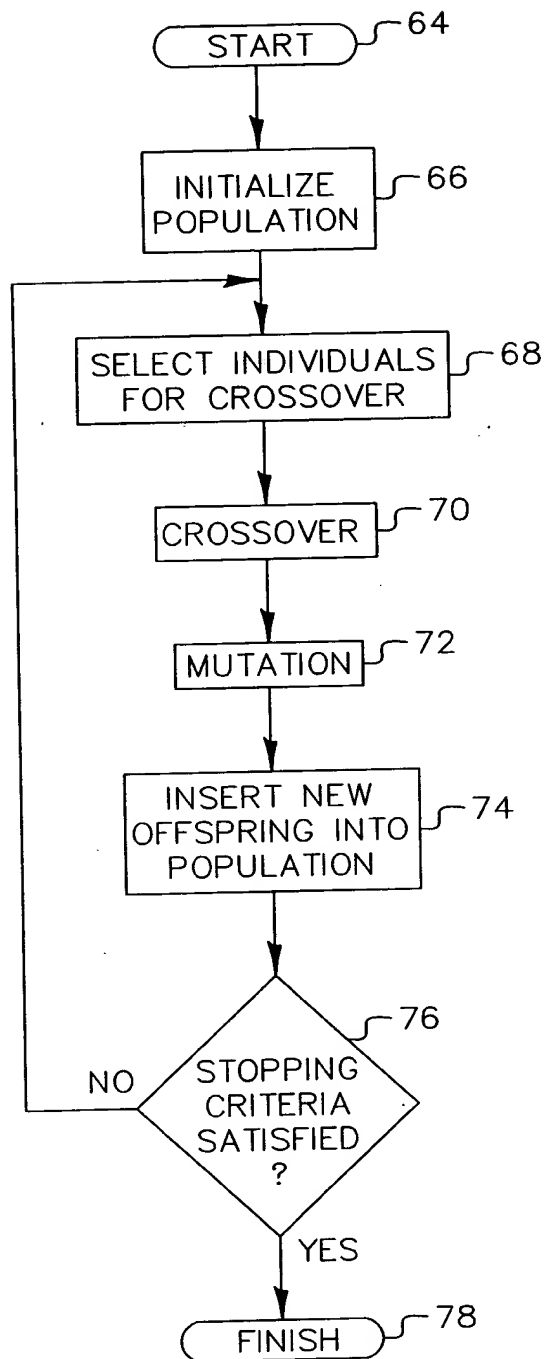 START
64
INITIALIZE
POPULATION
66
SELECT INDIVIDUALS
FOR CROSSOVER
68
CROSSOVER
70
MUTATION
72
INSERT NEW
OFFSPRING INTO
POPULATION
74
STOPPING
CRITERIA
SATISFIED
?
76
NO
YES
FINISH
78